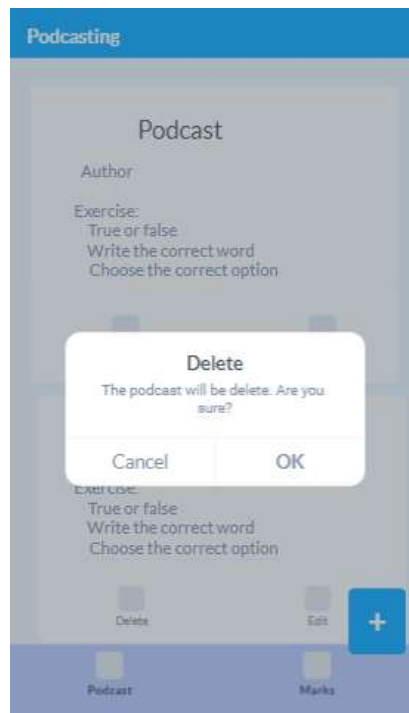 Podcasting
Podcast
Author
Exercise:
True or false
Write the correct word
Choose the correct option
Delete
The podcast will be delete. Are you
sure?
Cancel OK
Exercise:
True or false
Write the correct word
Choose the correct option
Delete Edit
+
Podcast Marks